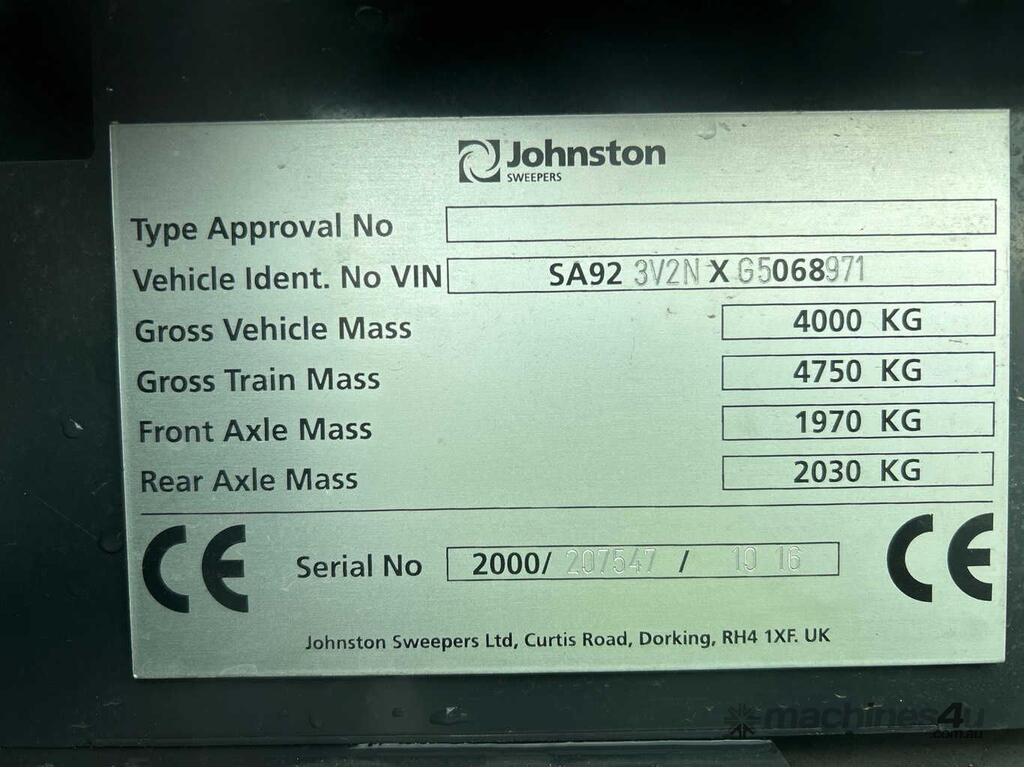 Johnston
SWEEPERS
Type Approval No
Vehicle Ident. No VIN SA92 3V2N X G5068971
Gross Vehicle Mass 4000 KG
Gross Train Mass 4750 KG
Front Axle Mass 1970 KG
Rear Axle Mass 2030 KG
CE Serial No 2000/ 207547 / 10 16 CE
Johnston Sweepers Ltd, Curtis Road, Dorking, RH4 1XF. UK
machines4u
.com.au